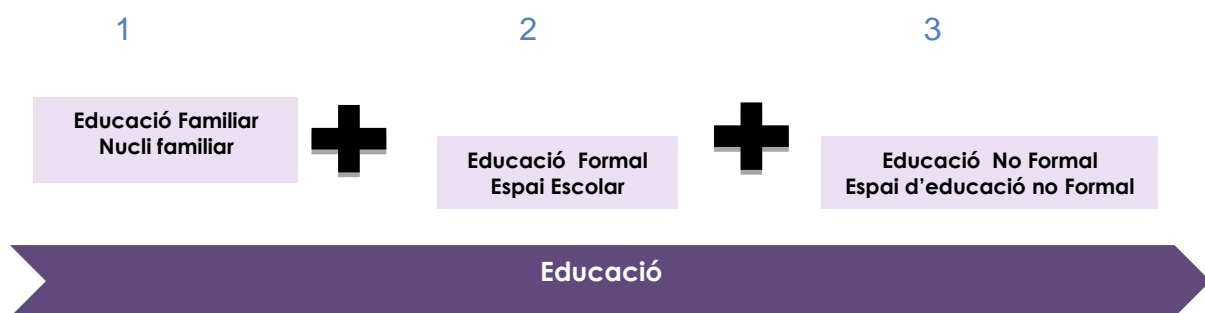 1
2
3
Educació Familiar
Nucli familiar
Educació Formal
Espai Escolar
Educació No Formal
Espai d’educació no Formal
Educació